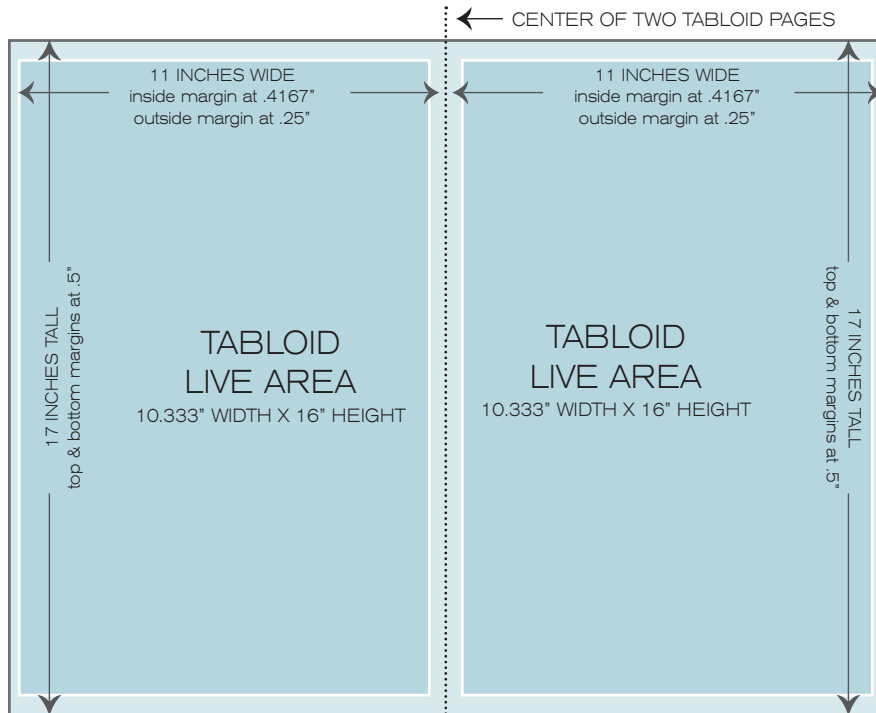 CENTER OF TWO TABLOID PAGES
11 INCHES WIDE
inside margin at .4167"
outside margin at .25"
11 INCHES WIDE
inside margin at .4167"
outside margin at .25"
17 INCHES TALL
top & bottom margins at .5"
TABLOID
LIVE AREA
10.333" WIDTH X 16" HEIGHT
TABLOID
LIVE AREA
10.333" WIDTH X 16" HEIGHT
17 INCHES TALL
top & bottom margins at .5"